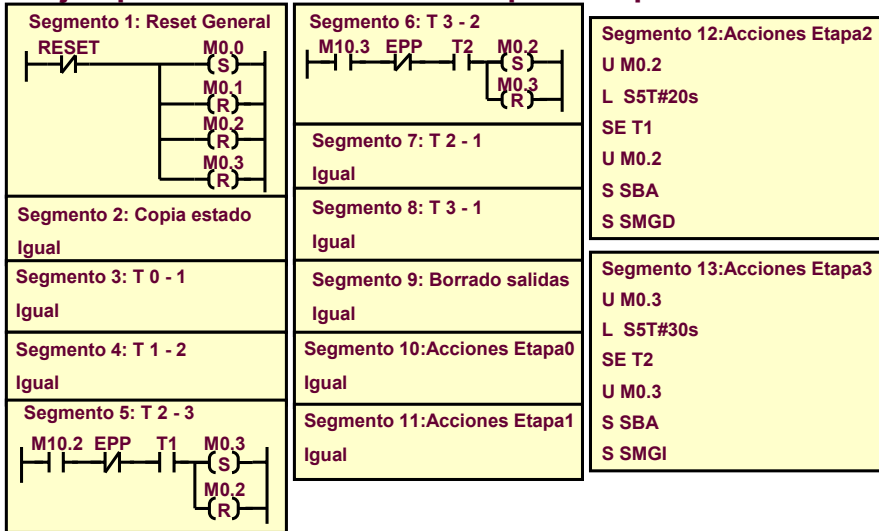 Segmento 1: Reset General
RESET M0.0
S
M0.1
R
M0.2
R
M0.3
R
Segmento 2: Copia estado
Igual
Segmento 3: T 0 - 1
Igual
Segmento 4: T 1 - 2
Igual
Segmento 5: T 2 - 3
M10.2 EPP T1 M0.3
S
M0.2
R
Segmento 6: T 3 - 2
M10.3 EPP T2 M0.2
S
M0.3
R
Segmento 7: T 2 - 1
Igual
Segmento 8: T 3 - 1
Igual
Segmento 9: Borrado salidas
Igual
Segmento 10:Acciones Etapa0
Igual
Segmento 11:Acciones Etapa1
Igual
Segmento 12:Acciones Etapa2
U M0.2
L S5T#20s
SE T1
U M0.2
S SBA
S SMGD
Segmento 13:Acciones Etapa3
U M0.3
L S5T#30s
SE T2
U M0.3
S SBA
S SMGI